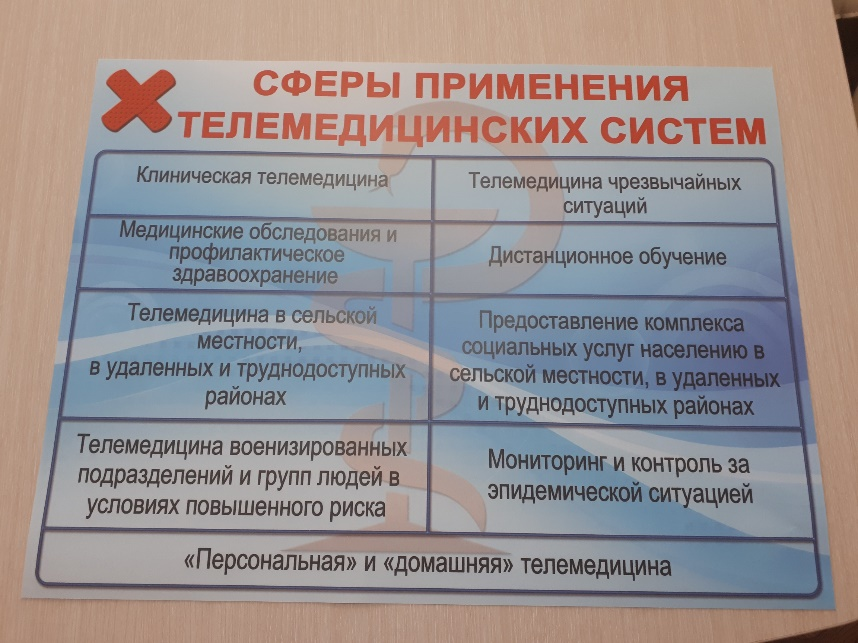 СФЕРЫ ПРИМЕНЕНИЯ
ТЕЛЕМЕДИЦИНСКИХ СИСТЕМ
Клиническая телемедицина
Телемедицина чрезвычайных
ситуаций
Медицинские обследования и
профилактическое
здравоохранение
Дистанционное обучение
Телемедицина в сельской
местности,
в удаленных и труднодоступных
районах
Предоставление комплекса
социальных услуг населению в
сельской местности, в удаленных
и труднодоступных районах
Телемедицина военизированных
подразделений и групп людей в
условиях повышенного риска
Мониторинг и контроль за
эпидемической ситуацией
«Персональная» и «домашняя» телемедицина